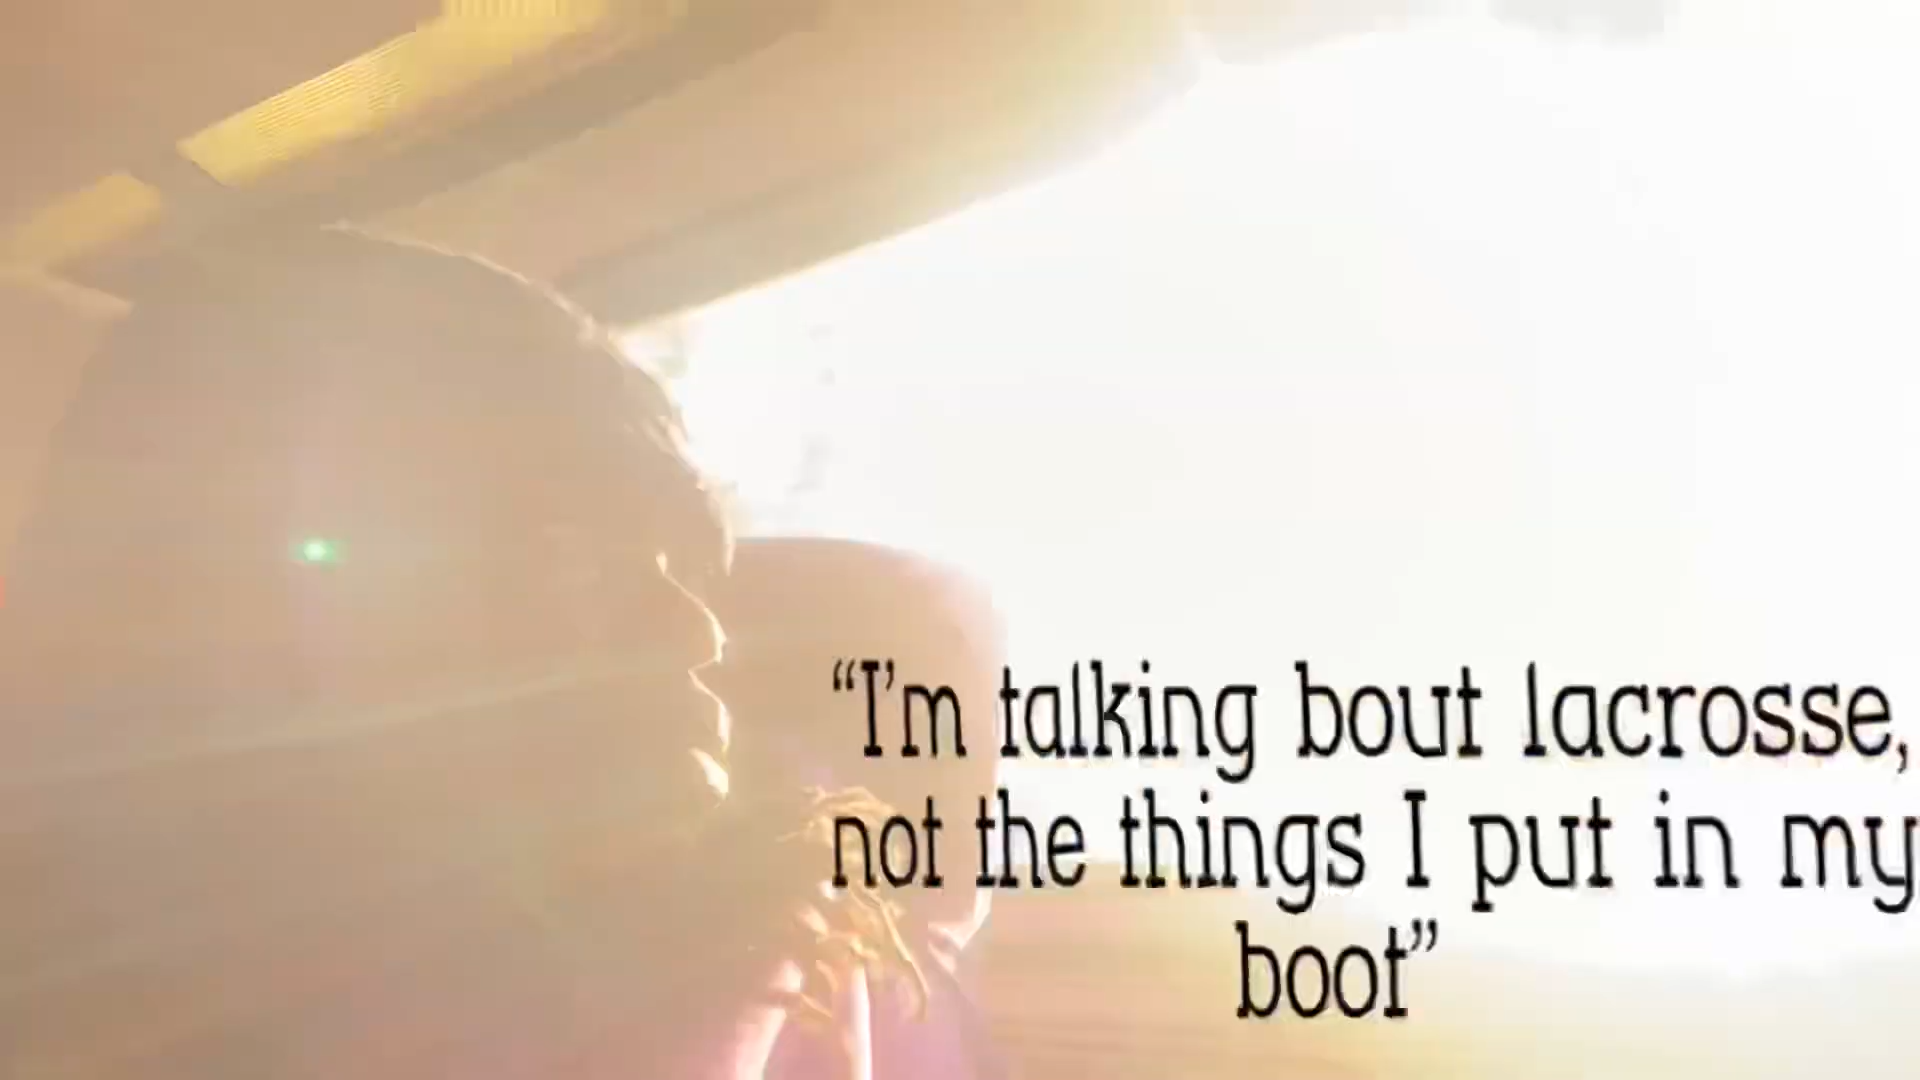 “I’m talking bout lacrosse,
not the things I put in my
boot”